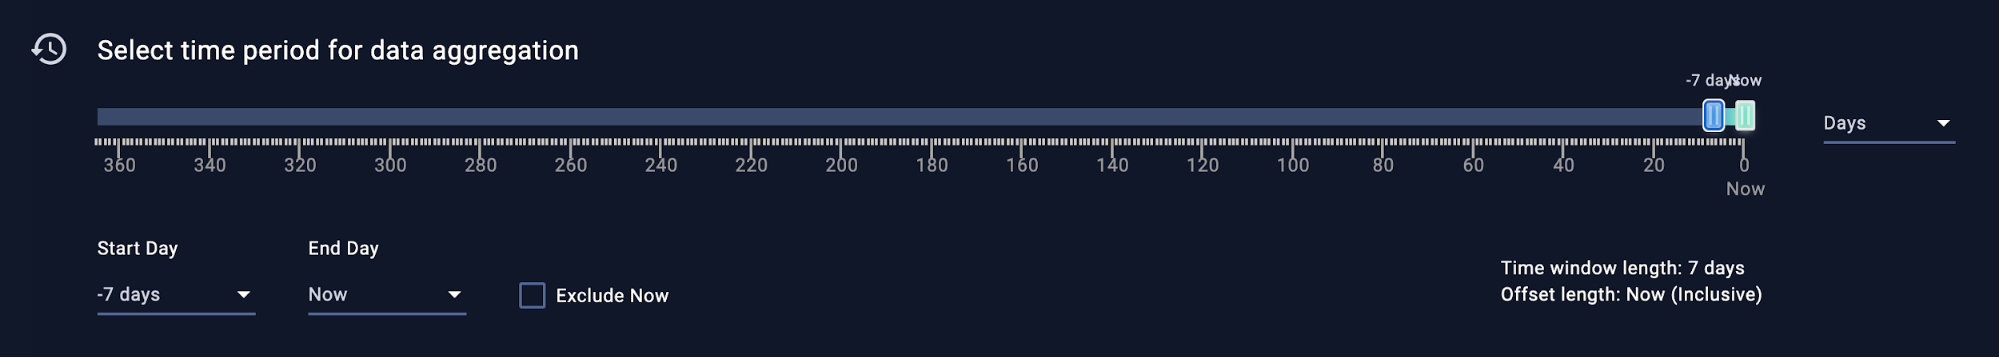 Select time period for data aggregation
-7 days Now
Days
360 340 320 300 280 260 240 220 200 180 160 140 120 100 80 60 40 20 0
Now
Start Day End Day
-7 days Now Exclude Now
Time window length: 7 days
Offset length: Now (Inclusive)